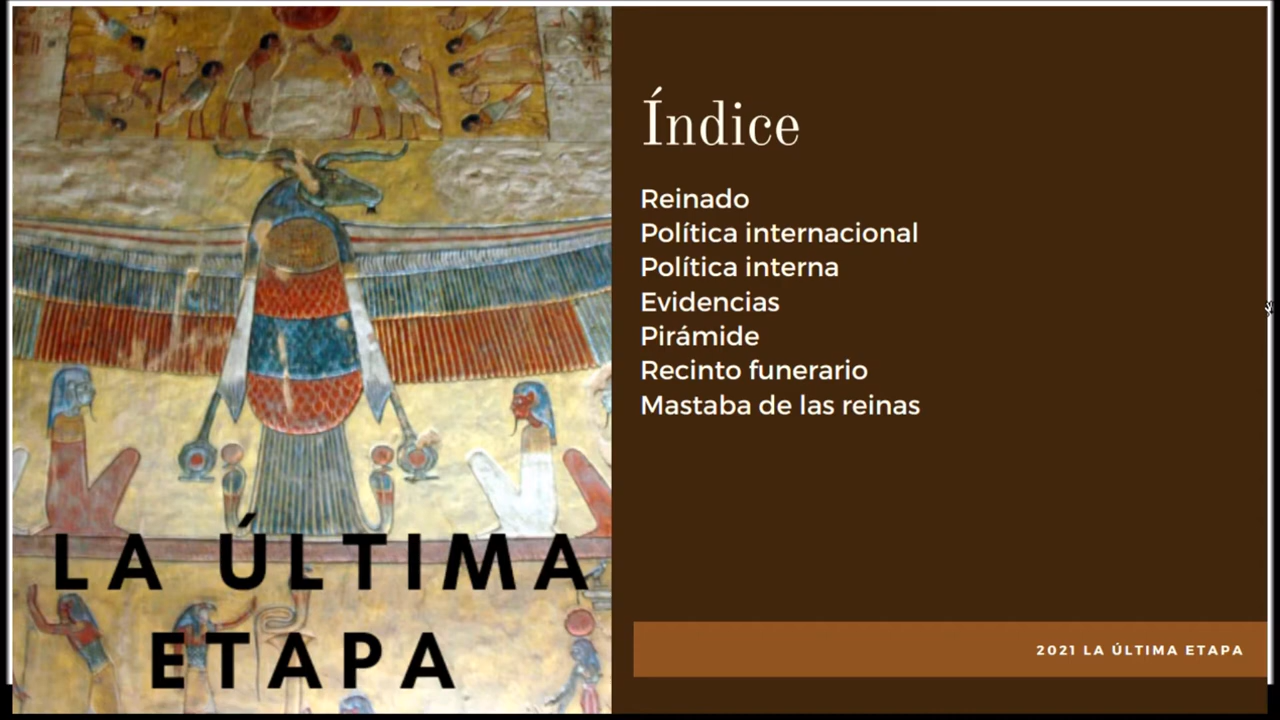 LA ÚLTIMA
ETAPA
Índice
Reinado
Política internacional
Política interna
Evidencias
Pirámide
Recinto funerario
Mastaba de las reinas
2021 LA ÚLTIMA ETAPA